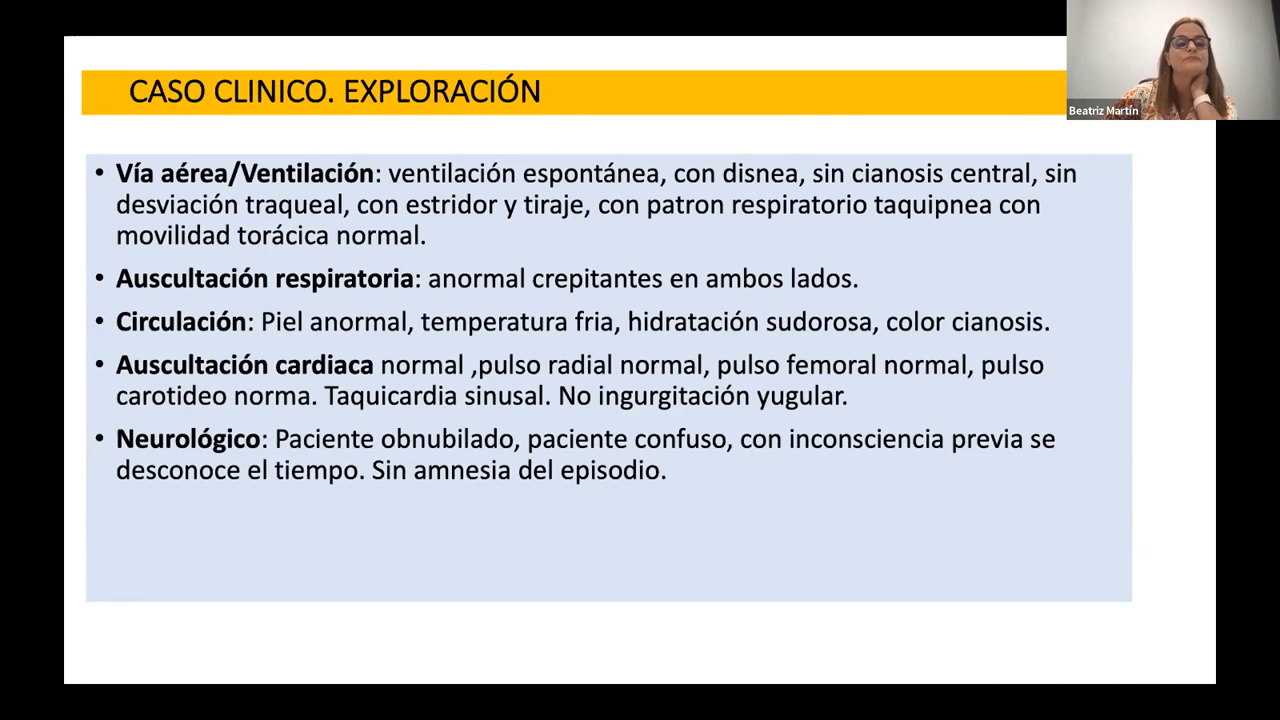 CASO CLINICO. EXPLORACIÓN
Beatriz Martín
• Vía aérea/Ventilación: ventilación espontánea, con disnea, sin cianosis central, sin
desviación traqueal, con estridor y tiraje, con patron respiratorio taquipnea con
movilidad torácica normal.
• Auscultación respiratoria: anormal crepitantes en ambos lados.
• Circulación: Piel anormal, temperatura fria, hidratación sudorosa, color cianosis.
• Auscultación cardiaca normal ,pulso radial normal, pulso femoral normal, pulso
carotideo norma. Taquicardia sinusal. No ingurgitación yugular.
• Neurológico: Paciente obnubilado, paciente confuso, con inconsciencia previa se
desconoce el tiempo. Sin amnesia del episodio.